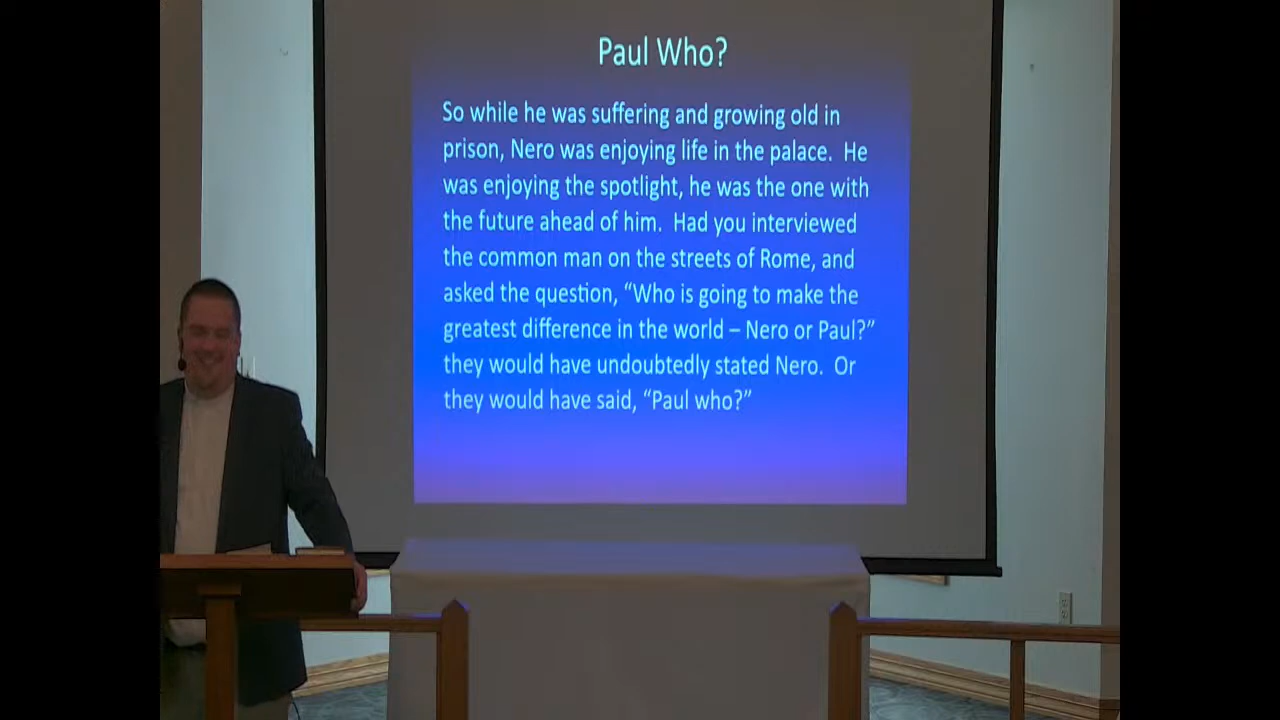 Paul Who?
So while he was suffering and growing old in
prison, Nero was enjoying life in the palace.  He
was enjoying the spotlight, he was the one with
the future ahead of him.  Had you interviewed
the common man on the streets of Rome, and
asked the question, “Who is going to make the
greatest difference in the world – Nero or Paul?”
they would have undoubtedly stated Nero.  Or
they would have said, “Paul who?”